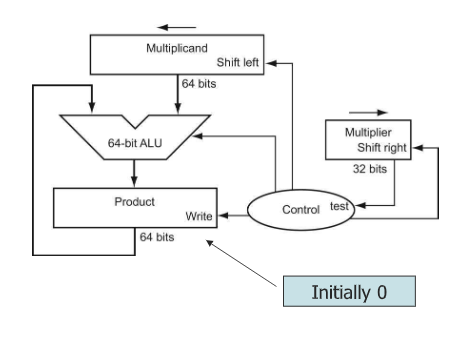 Multiplicand
Shift left
64 bits
64-bit ALU
Multiplier
Shift right
32 bits
Product
Write
Control
test
64 bits
Initially 0